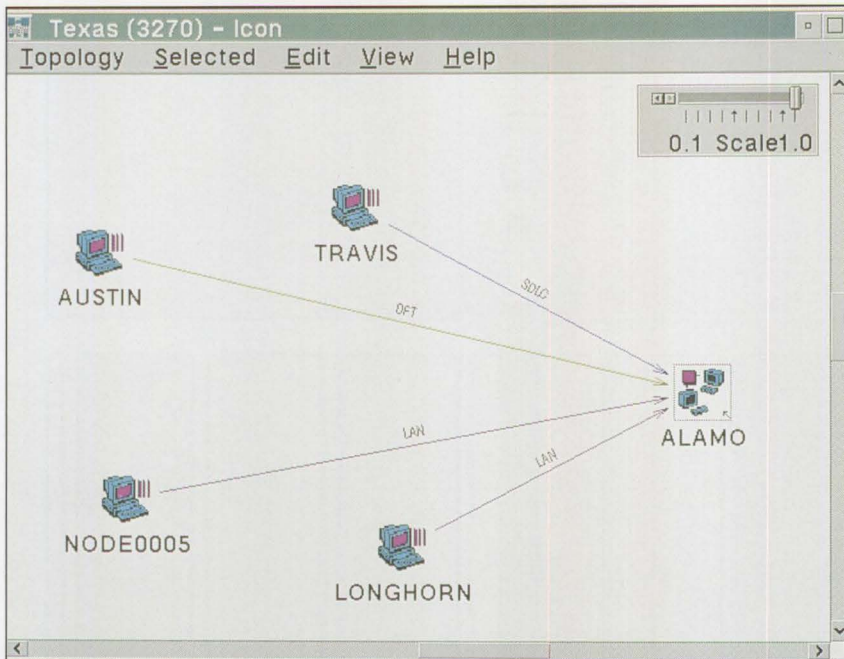 Texas (3270) - Icon
Topology Selected Edit View Help
0.1 Scale1.0
TRAVIS
AUSTIN
SDLC
DFT
ALAMO
LAN
LAN
NODE0005
LONGHORN